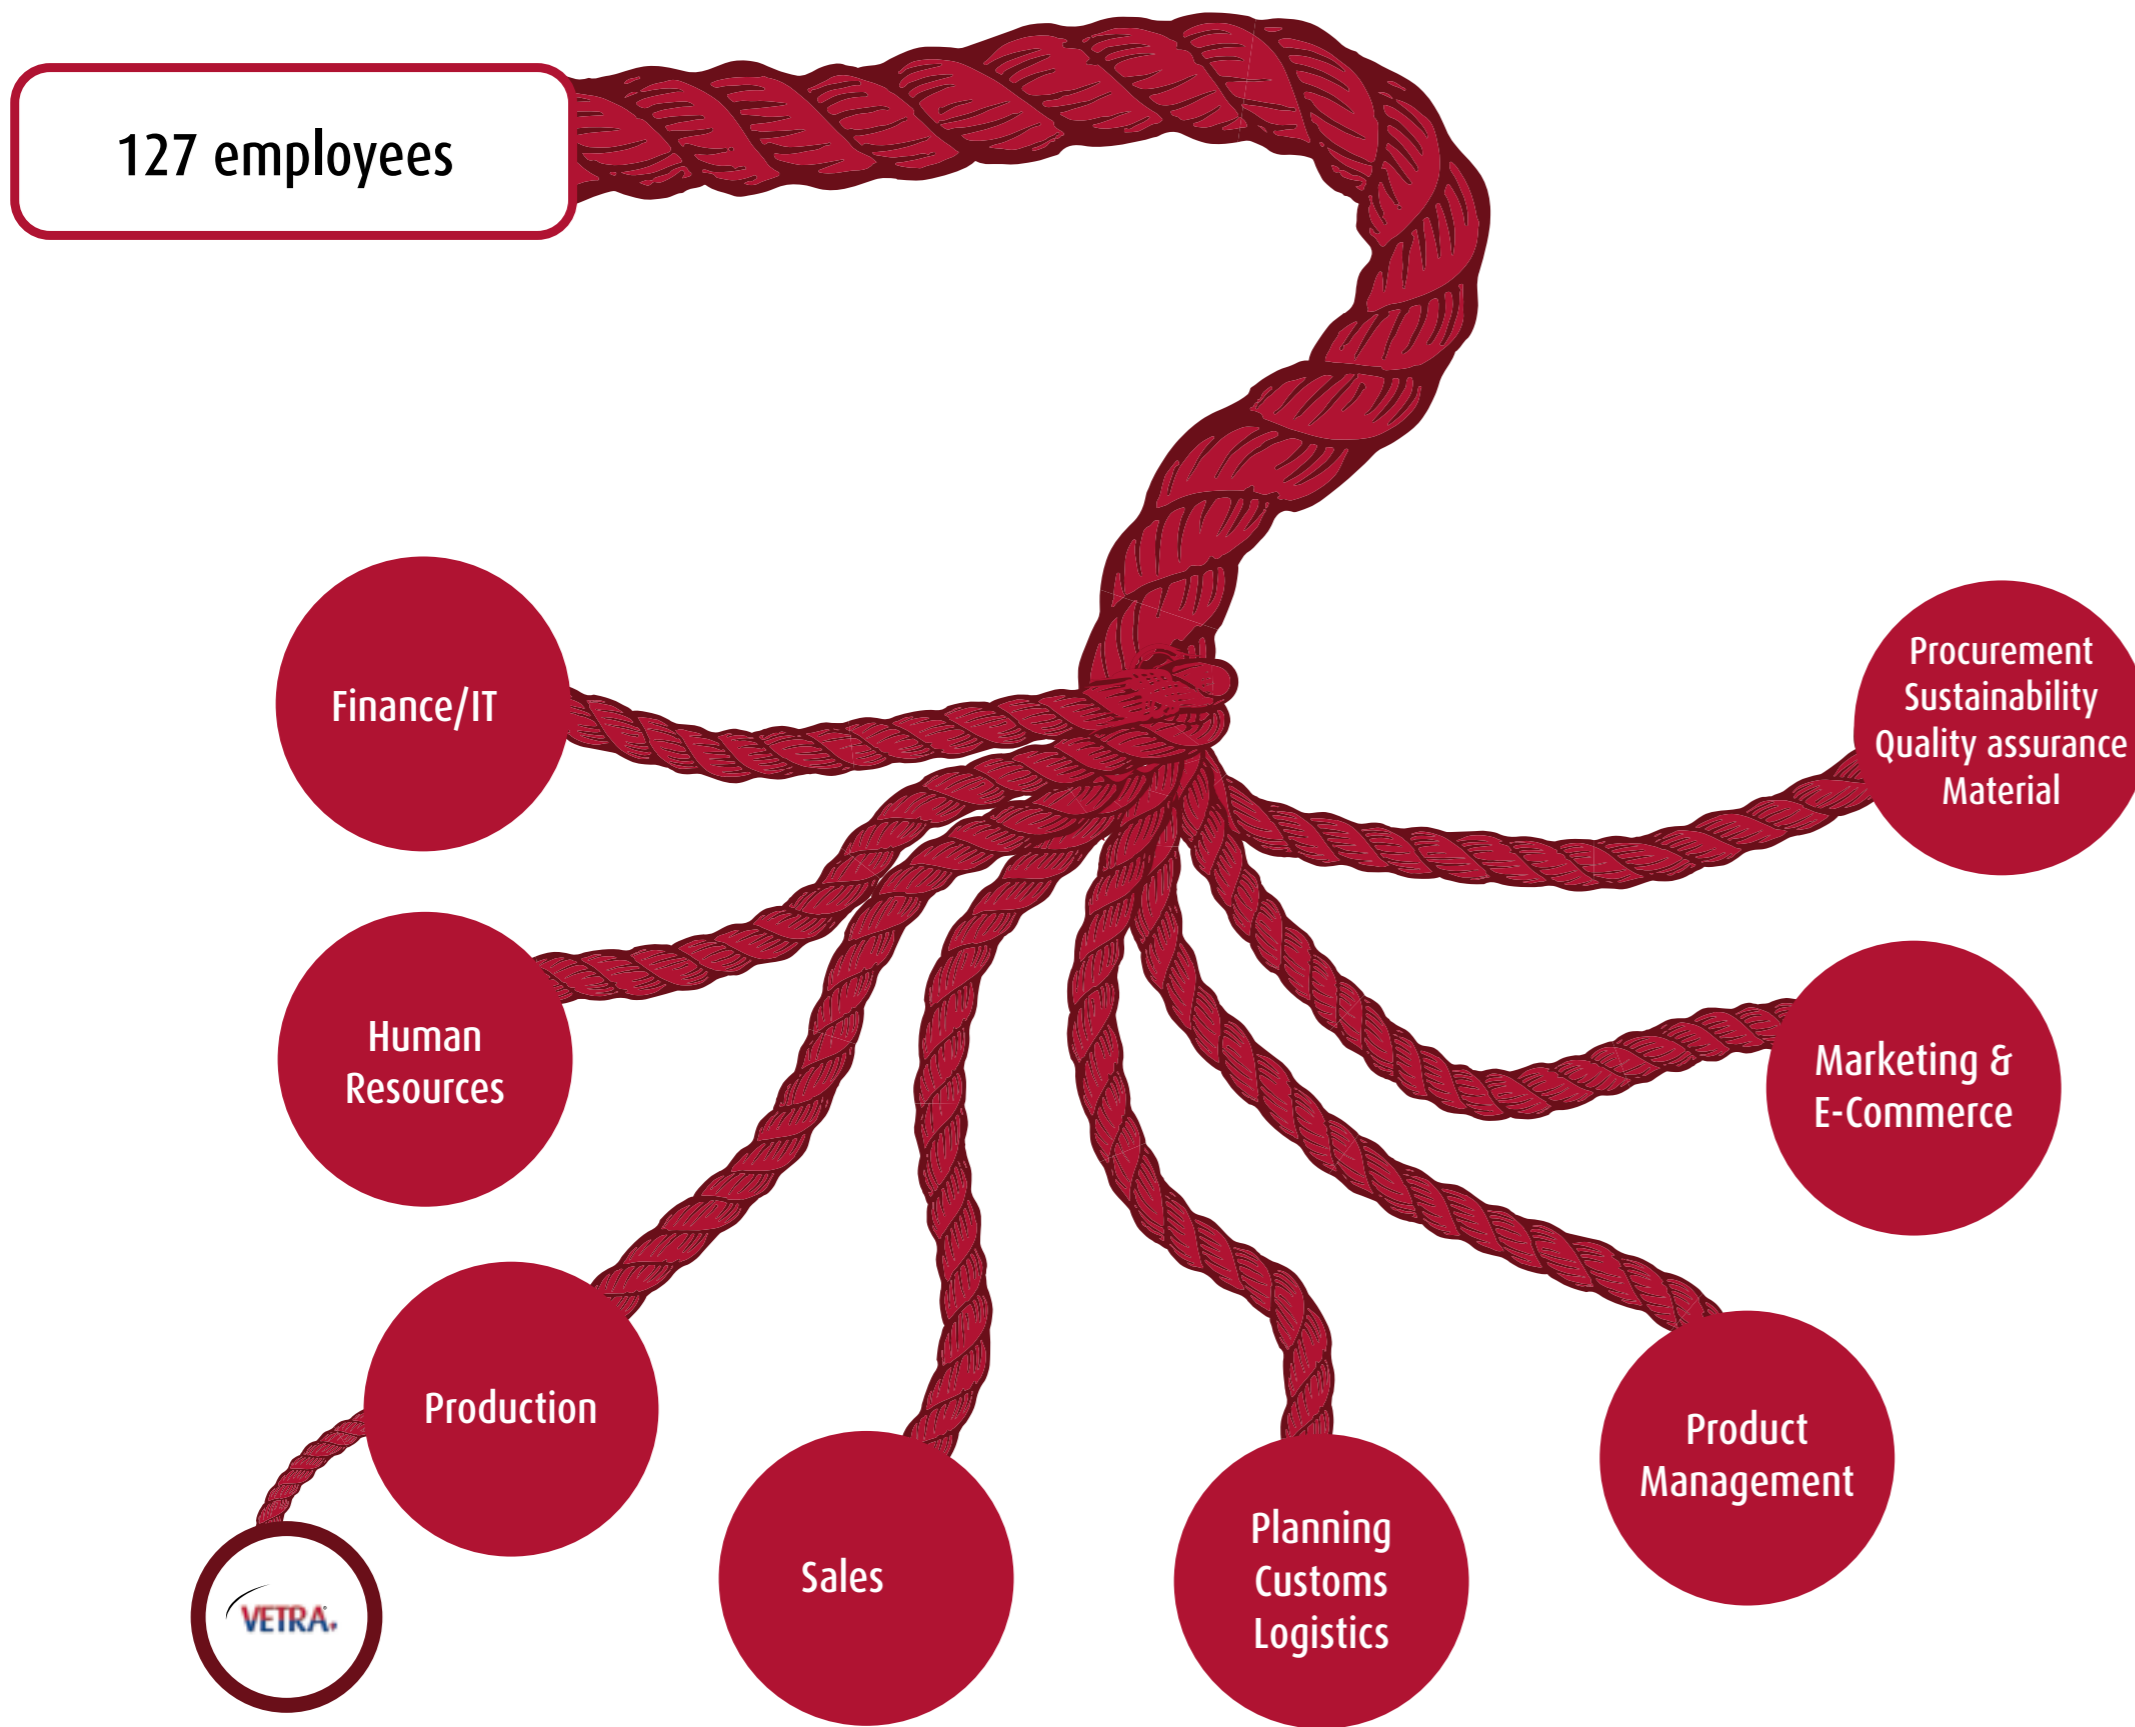 127 employees
Finance/IT
Procurement
Sustainability
Quality assurance
Material
Human
Resources
Marketing &
E-Commerce
Production
Product
Management
Sales
Planning
Customs
Logistics
VETRA